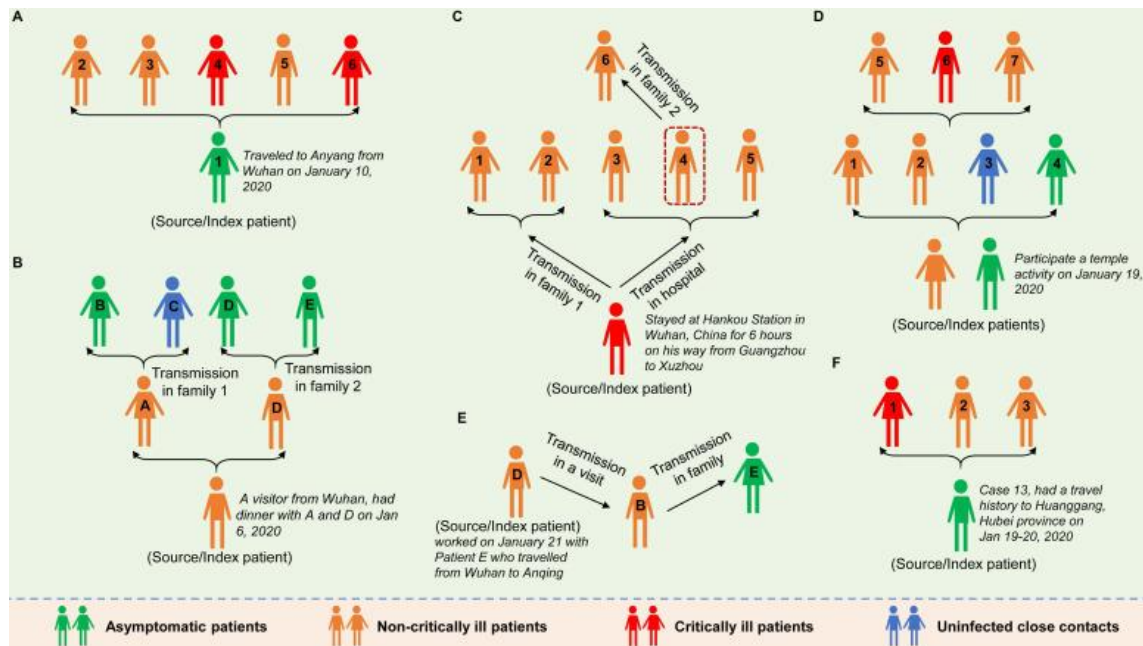 A
2 3 4 5 6
1
Traveled to Anyang from
Wuhan on January 10,
2020
(Source/Index patient)
B
B C D E
Transmission
in family 1
Transmission
in family 2
A D
A visitor from Wuhan, had
dinner with A and D on Jan
6, 2020
(Source/Index patient)
C
6
Transmission
in family 2
1 2 3 4 5
Transmission
in family 1
Transmission
in hospital
Stayed at Hankou Station in
Wuhan, China for 6 hours
on his way from Guangzhou
to Xuzhou
(Source/Index patient)
D
5 6 7
1 2 3 4
Participate a temple
activity on January 19,
2020
(Source/Index patients)
E
D
Transmission
in a visit
B
Transmission
in family
E
(Source/Index patient)
worked on January 21 with
Patient E who travelled
from Wuhan to Anqing
F
1 2 3
Case 13, had a travel
history to Huanggang,
Hubei province on
Jan 19-20, 2020
(Source/Index patient)
Asymptomatic patients
Non-critically ill patients
Critically ill patients
Uninfected close contacts